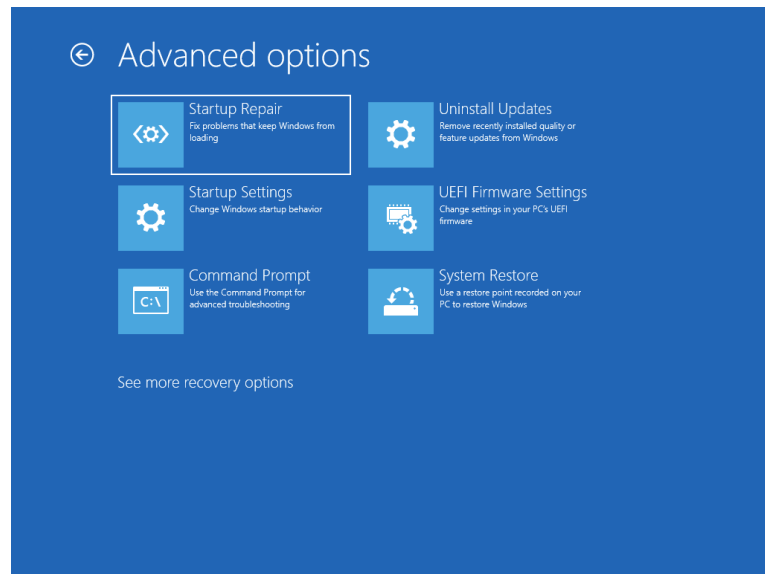 Advanced options
Startup Repair
Fix problems that keep Windows from
loading
Uninstall Updates
Remove recently installed quality or
feature updates from Windows
Startup Settings
Change Windows startup behavior
UEFI Firmware Settings
Change settings in your PC's UEFI
firmware
C:\
Command Prompt
Use the Command Prompt for
advanced troubleshooting
System Restore
Use a restore point recorded on your
PC to restore Windows
See more recovery options